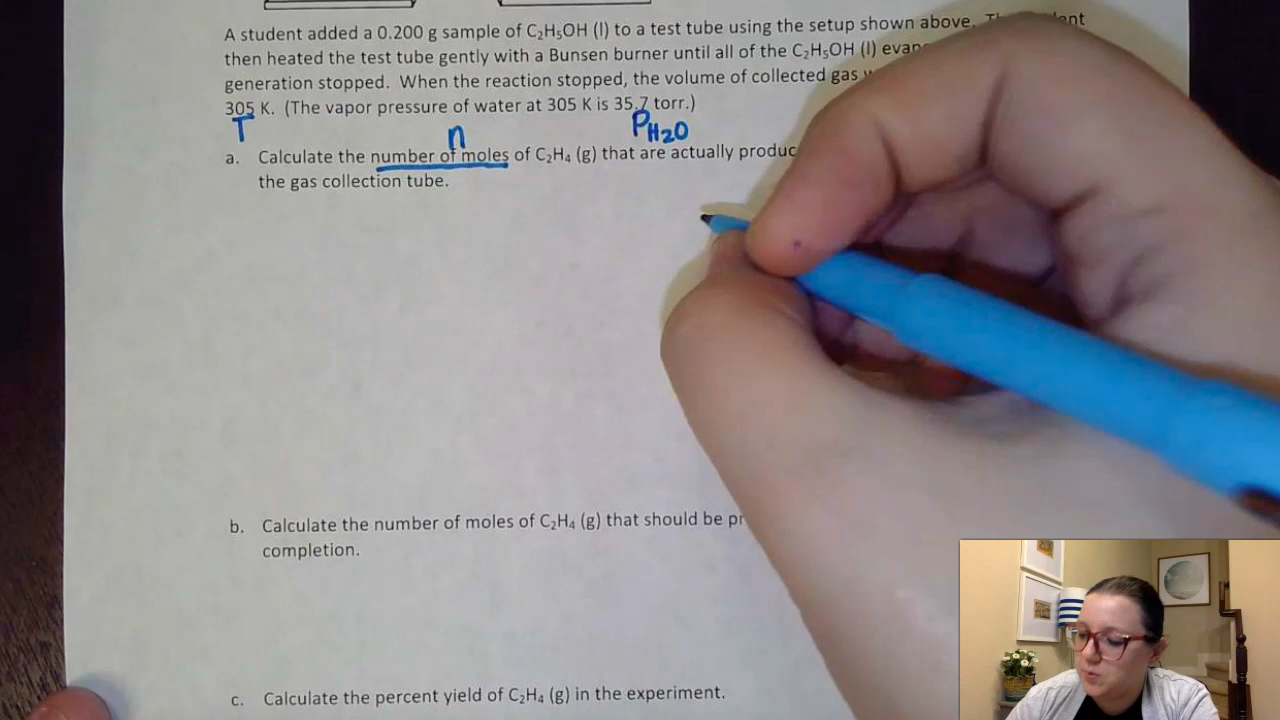 A student added a 0.200 g sample of C₂H₅OH (l) to a test tube using the setup shown above.
then heated the test tube gently with a Bunsen burner until all of the C₂H₅OH (l)
generation stopped. When the reaction stopped, the volume of collected gas
305 K. (The vapor pressure of water at 305 K is 35.7 torr.)
T n PH2O
a. Calculate the number of moles of C₂H₄ (g) that are actually
the gas collection tube.
b. Calculate the number of moles of C₂H₄ (g) that should be
completion.
c. Calculate the percent yield of C₂H₄ (g) in the experiment.